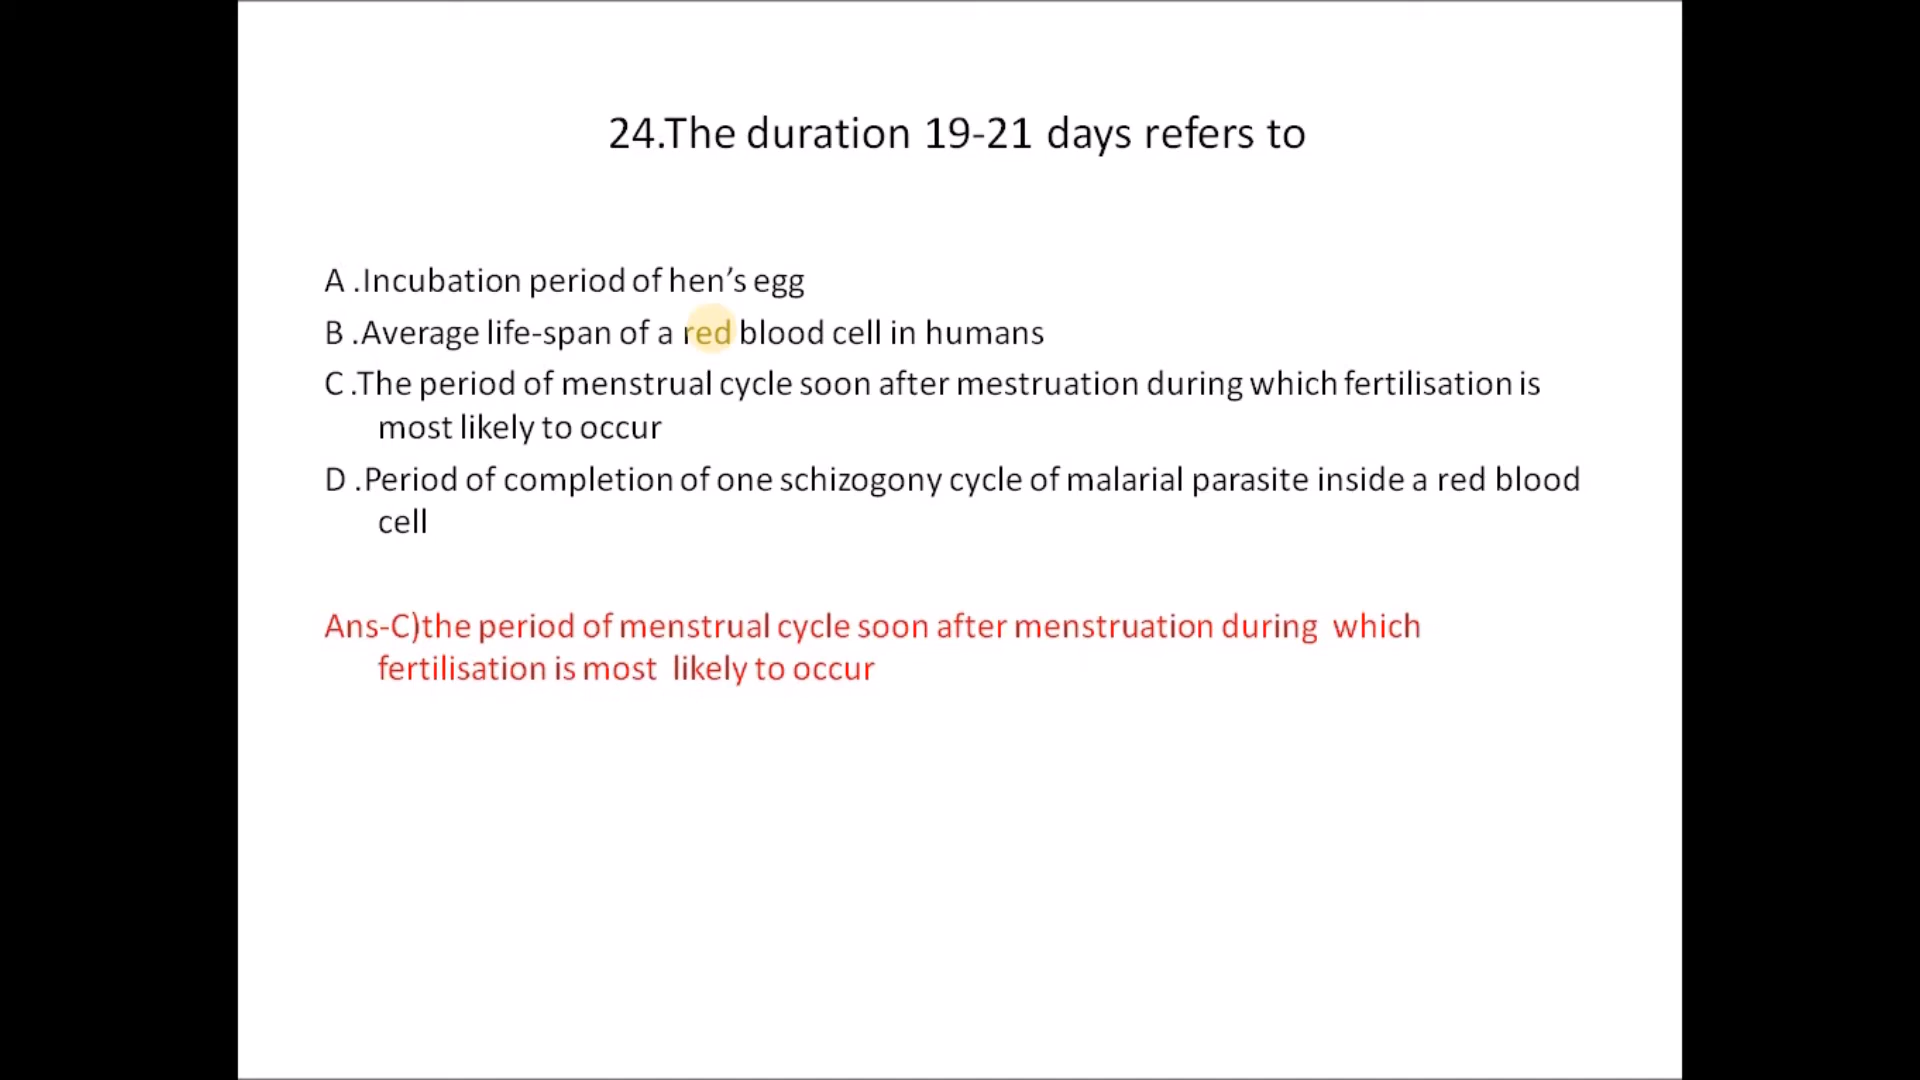 24.The duration 19-21 days refers to
A .Incubation period of hen’s egg
B .Average life-span of a red blood cell in humans
C .The period of menstrual cycle soon after mestruation during which fertilisation is
most likely to occur
D .Period of completion of one schizogony cycle of malarial parasite inside a red blood
cell
Ans-C)the period of menstrual cycle soon after menstruation during which
fertilisation is most likely to occur